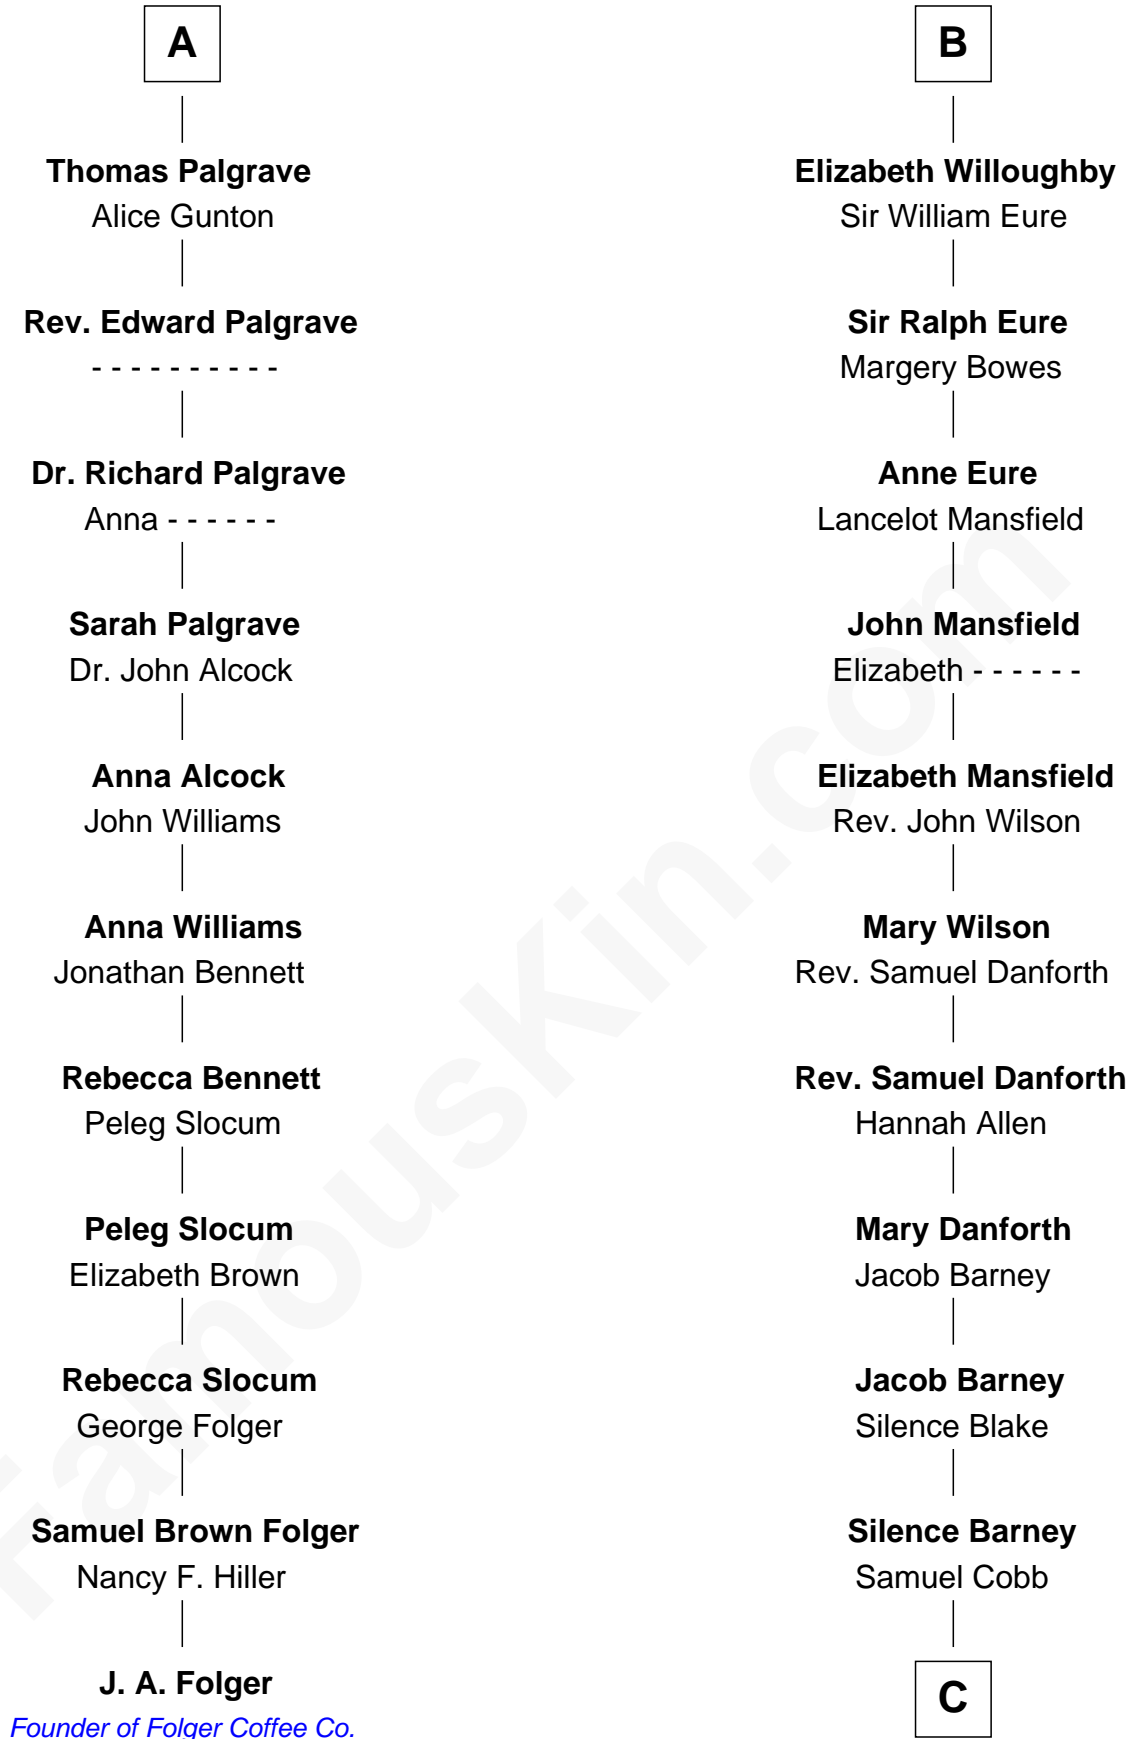 A
Thomas Palgrave
Alice Gunton
Rev. Edward Palgrave
- - - - - - - - - -
Dr. Richard Palgrave
Anna - - - - - -
Sarah Palgrave
Dr. John Alcock
Anna Alcock
John Williams
Anna Williams
Jonathan Bennett
Rebecca Bennett
Peleg Slocum
Peleg Slocum
Elizabeth Brown
Rebecca Slocum
George Folger
Samuel Brown Folger
Nancy F. Hiller
J. A. Folger
Founder of Folger Coffee Co.
B
Elizabeth Willoughby
Sir William Eure
Sir Ralph Eure
Margery Bowes
Anne Eure
Lancelot Mansfield
John Mansfield
Elizabeth - - - - - -
Elizabeth Mansfield
Rev. John Wilson
Mary Wilson
Rev. Samuel Danforth
Rev. Samuel Danforth
Hannah Allen
Mary Danforth
Jacob Barney
Jacob Barney
Silence Blake
Silence Barney
Samuel Cobb
C
FamousKin.com